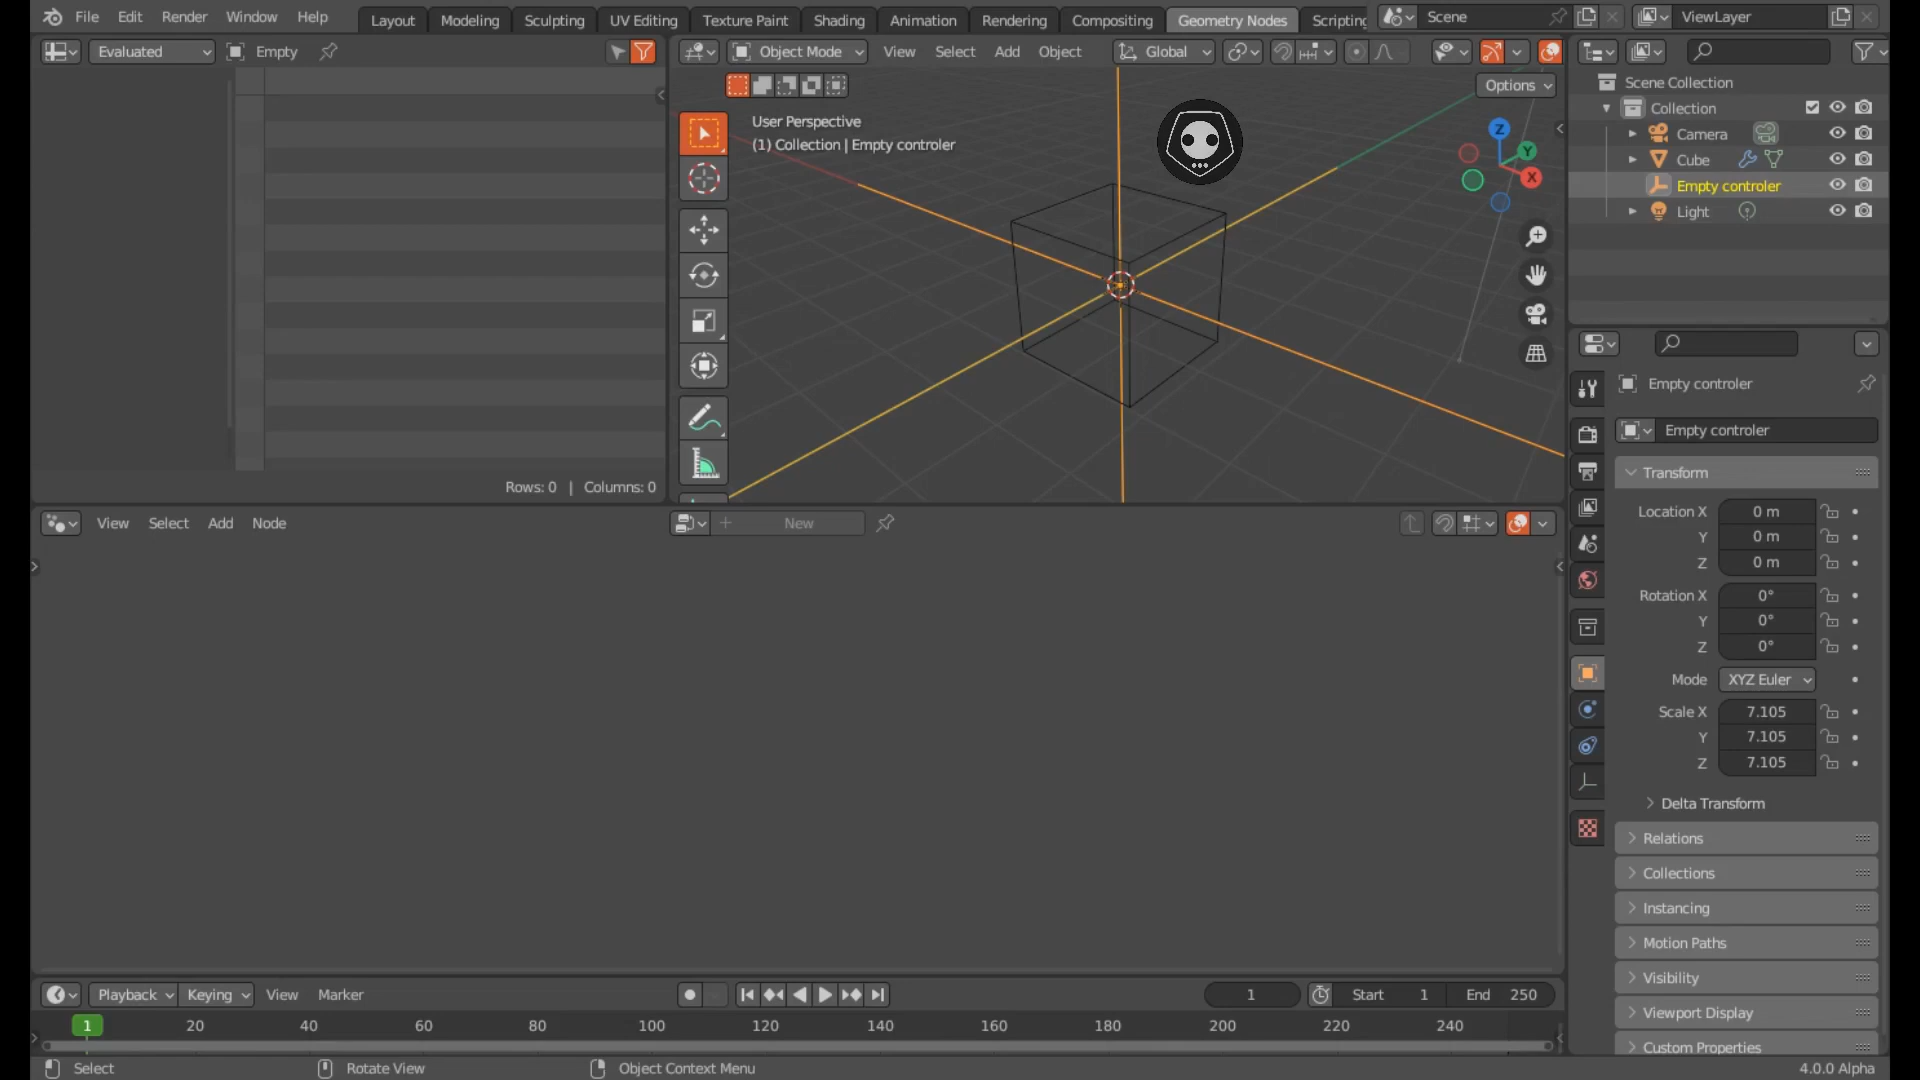 File Edit Render Window Help Layout Modeling Sculpting UV Editing Texture Paint Shading Animation Rendering Compositing Geometry Nodes Scripting Scene ViewLayer
Evaluated Empty
Object Mode View Select Add Object Global
Options
User Perspective
(1) Collection | Empty controler
Z
Y
X
Rows: 0 | Columns: 0
Scene Collection
Collection
Camera
Cube
Empty controler
Light
Empty controler
Empty controler
Transform
Location X 0 m
Y 0 m
Z 0 m
Rotation X 0°
Y 0°
Z 0°
Mode XYZ Euler
Scale X 7.105
Y 7.105
Z 7.105
Delta Transform
Relations
Collections
Instancing
Motion Paths
Visibility
Viewport Display
Custom Properties
View Select Add Node New
Playback Keying View Marker 1 Start 1 End 250
1 20 40 60 80 100 120 140 160 180 200 220 240
Select Rotate View Object Context Menu 4.0.0 Alpha